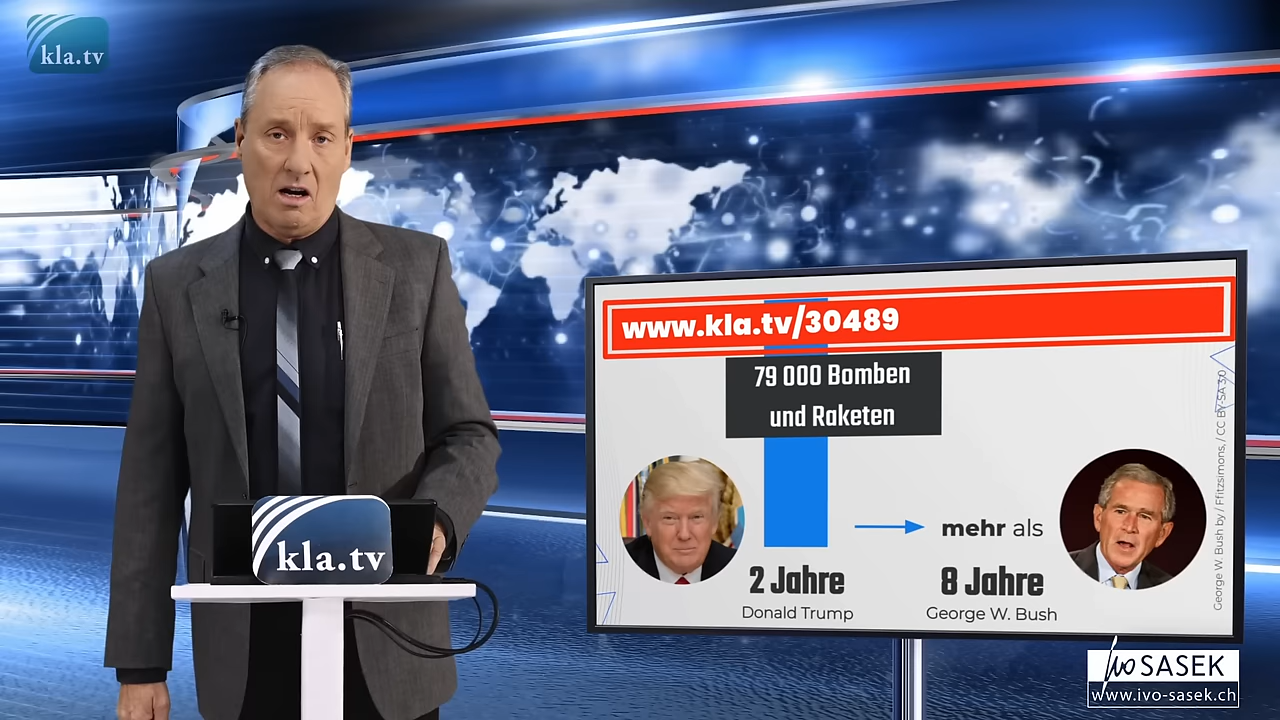 kla.tv
www.kla.tv/30489
79 000 Bomben
und Raketen
mehr als
2 Jahre
Donald Trump
8 Jahre
George W. Bush
George W. Bush by / Ffitzsimons, / CC BY-SA 3.0
kla.tv
Ivo SASEK
www.ivo-sasek.ch